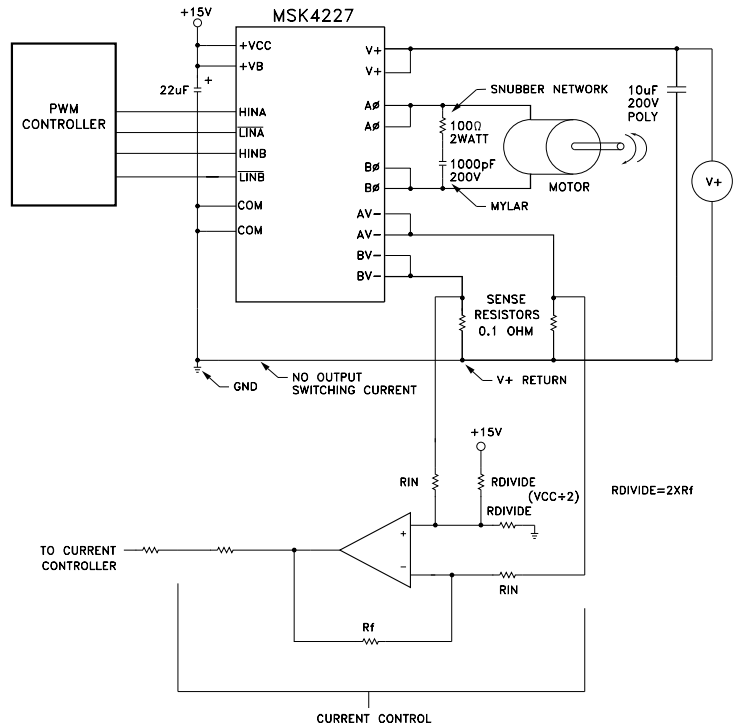 MSK4227
+15V
+VCC
+VB
22uF
+
PWM
CONTROLLER
HINA
LINA
HINB
LINB
COM
COM
V+
V+
AØ
AØ
BØ
BØ
AV-
AV-
BV-
BV-
SNUBBER NETWORK
100Ω
2WATT
1000pF
200V
MYLAR
MOTOR
10uF
200V
POLY
V+
SENSE
RESISTORS
0.1 OHM
GND
NO OUTPUT
SWITCHING CURRENT
V+ RETURN
+15V
RIN
RDIVIDE
(VCC÷2)
RDIVIDE
RDIVIDE=2XRf
+
-
TO CURRENT
CONTROLLER
RIN
Rf
CURRENT CONTROL